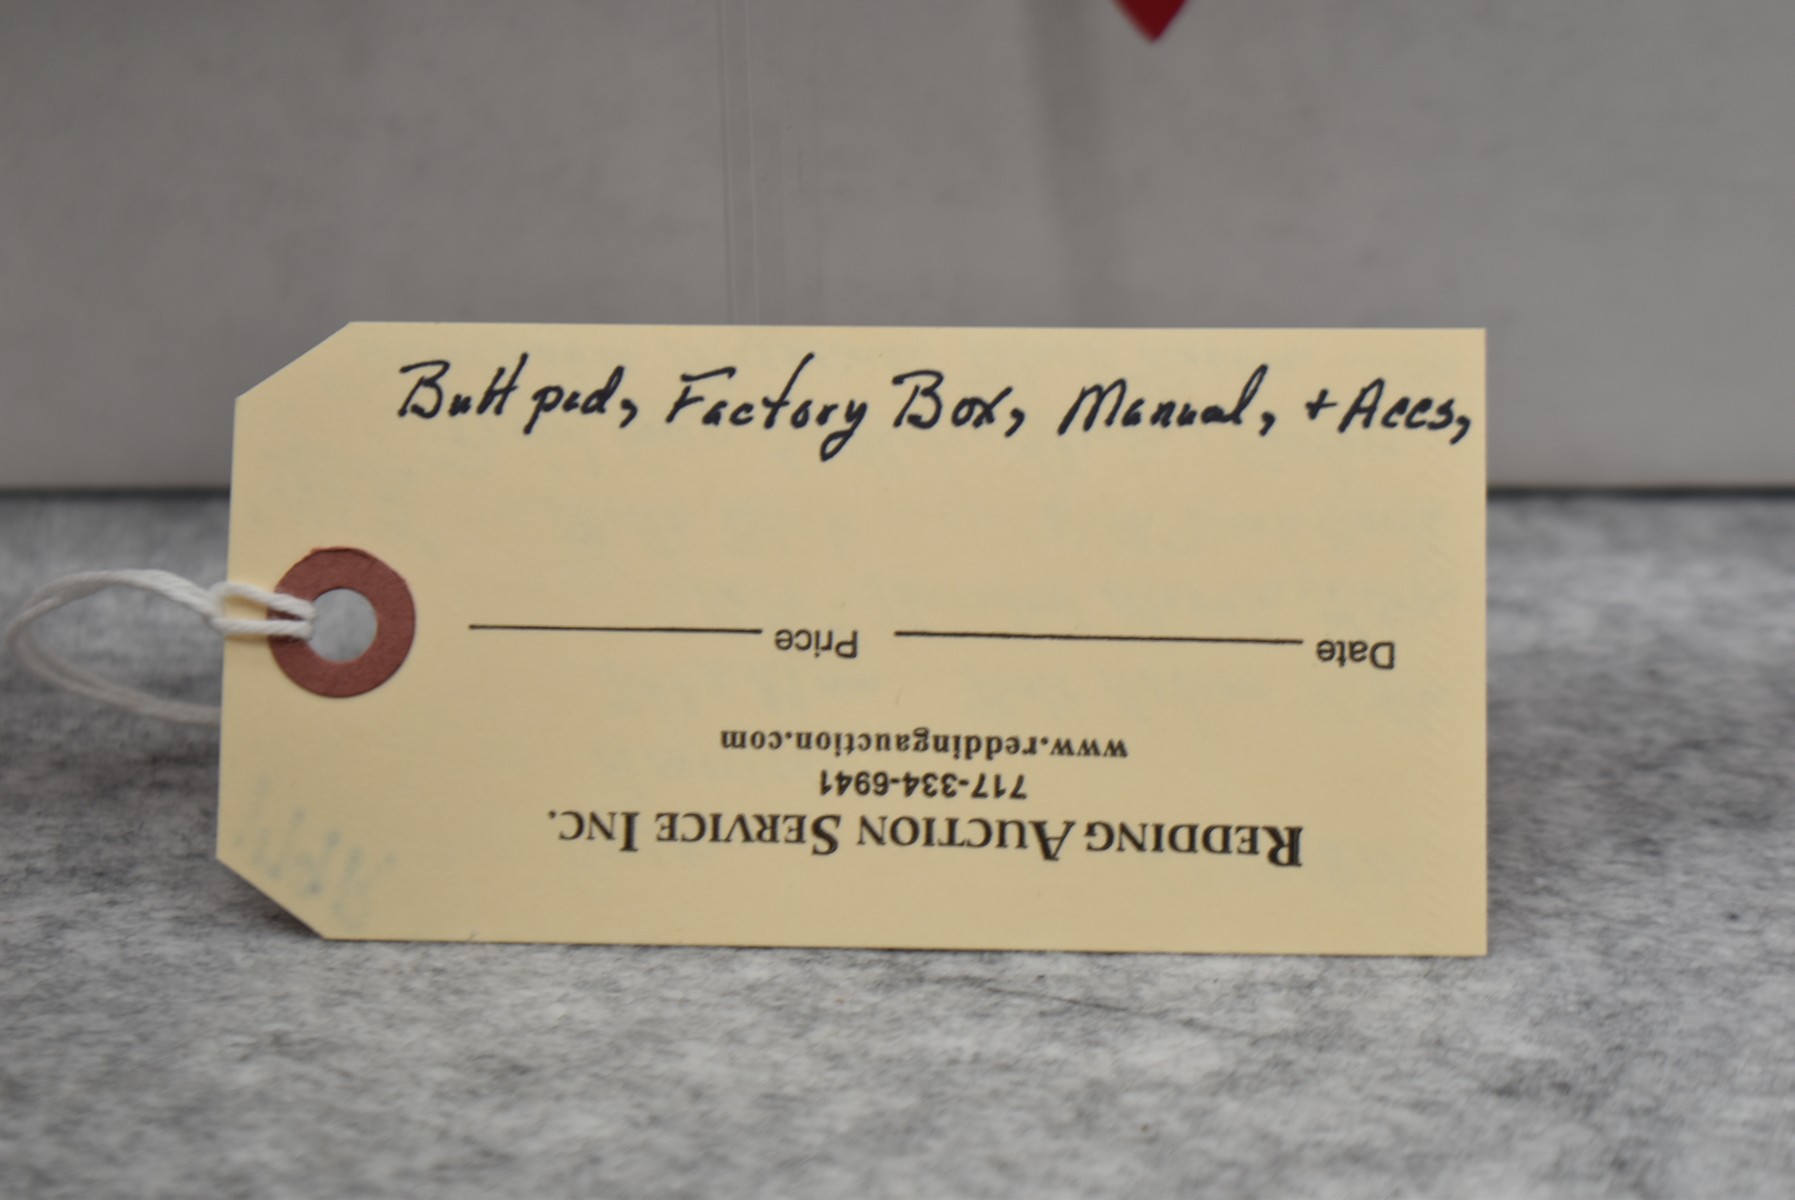 Butt pad, Factory Box, Manual, + Accs,
REDDING AUCTION SERVICE INC.
717-334-6941
www.reddingauction.com
Date Price